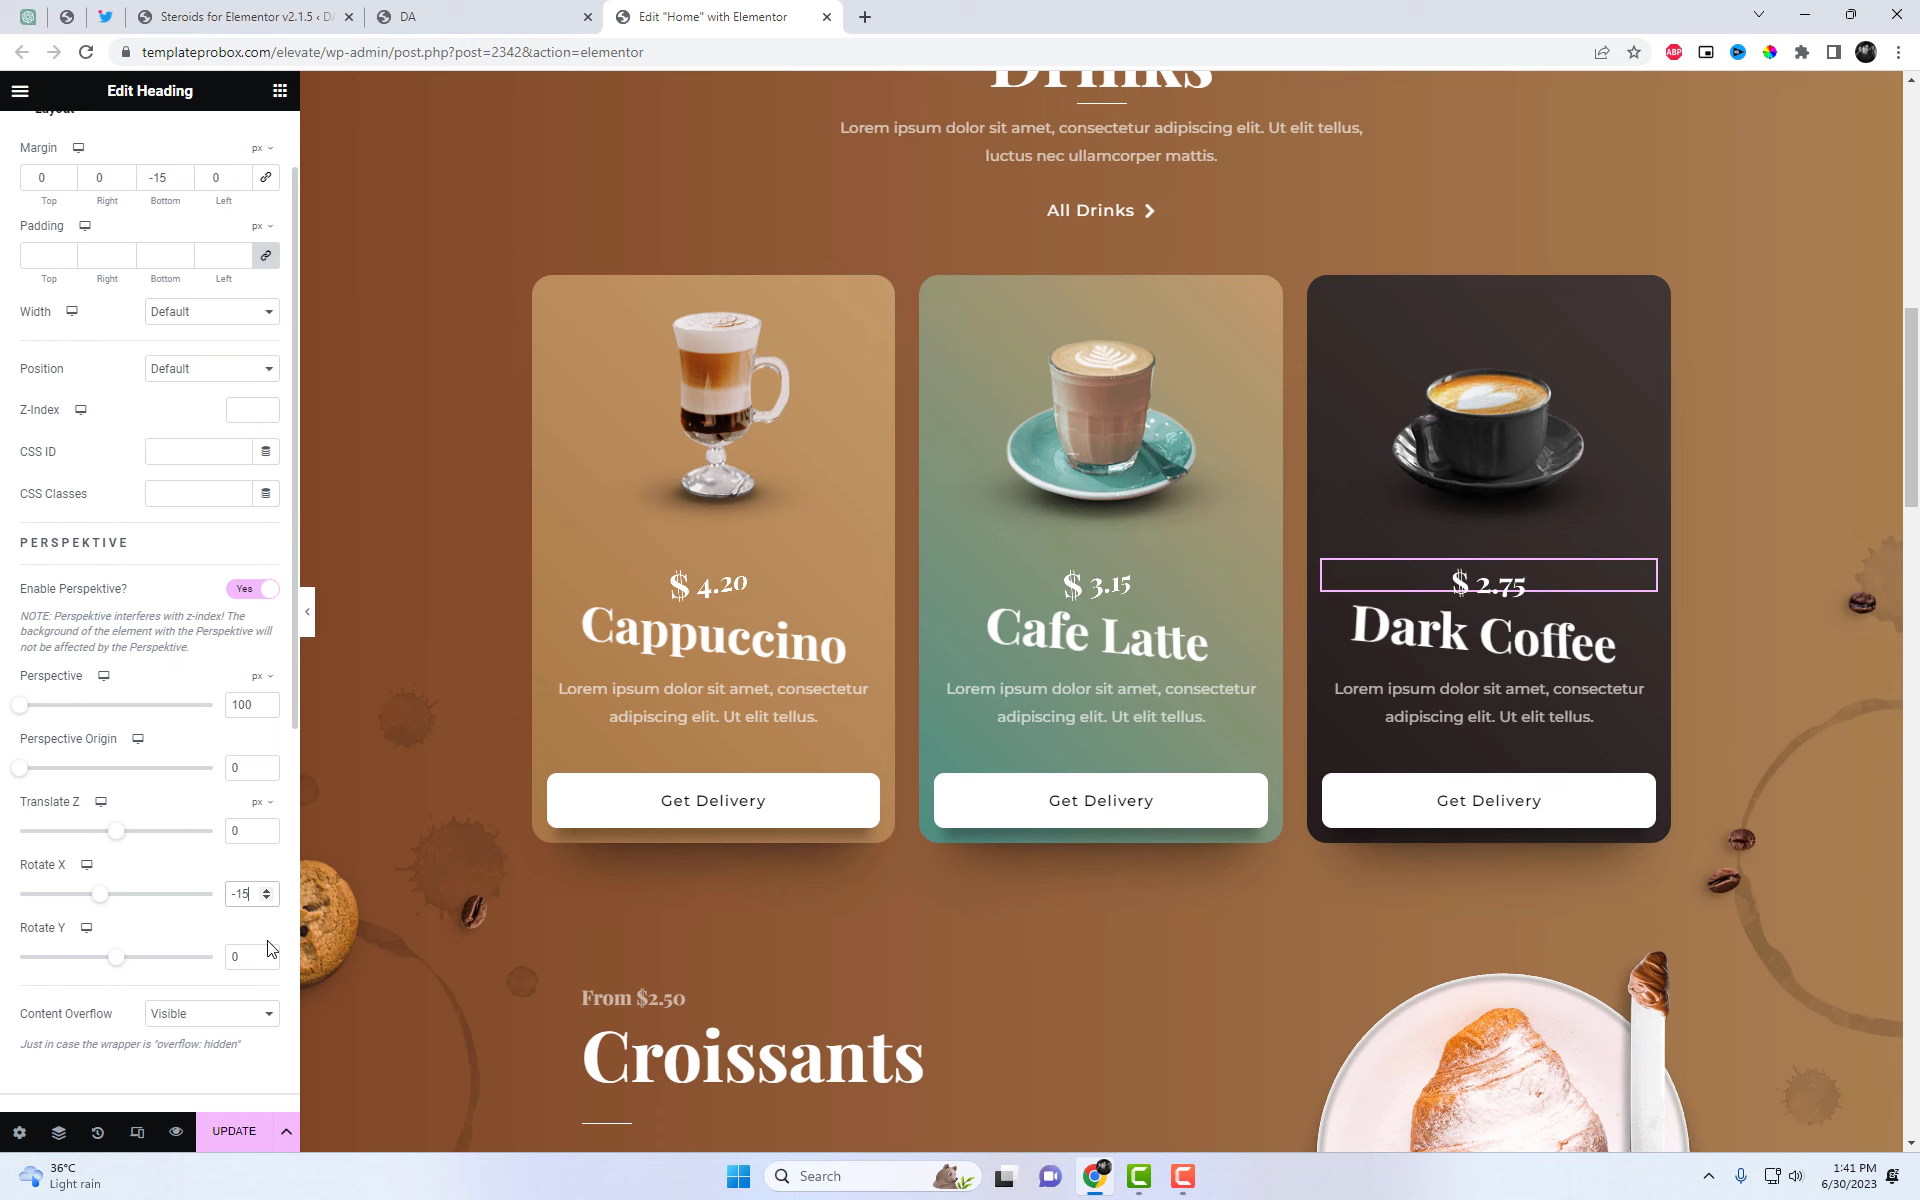 Steroids for Elementor v2.1.5 ‹ D
DA
Edit "Home" with Elementor
templateprobox.com/elevate/wp-admin/post.php?post=2342&action=elementor
ABP
Edit Heading
Layout
Margin px
0 0 -15 0
Top Right Bottom Left
Padding px
Top Right Bottom Left
Width Default
Position Default
Z-Index
CSS ID
CSS Classes
PERSPEKTIVE
Enable Perspektive? Yes
NOTE: Perspektive interferes with z-index! The
background of the element with the Perspektive will
not be affected by the Perspektive.
Perspective px
100
Perspective Origin
0
Translate Z px
0
Rotate X
-15
Rotate Y
0
Content Overflow Visible
Just in case the wrapper is "overflow: hidden"
UPDATE
Drinks
Lorem ipsum dolor sit amet, consectetur adipiscing elit. Ut elit tellus,
luctus nec ullamcorper mattis.
All Drinks
$ 4.20
Cappuccino
Lorem ipsum dolor sit amet, consectetur
adipiscing elit. Ut elit tellus.
Get Delivery
$ 3.15
Cafe Latte
Lorem ipsum dolor sit amet, consectetur
adipiscing elit. Ut elit tellus.
Get Delivery
$ 2.75
Dark Coffee
Lorem ipsum dolor sit amet, consectetur
adipiscing elit. Ut elit tellus.
Get Delivery
From $2.50
Croissants
36°C
Light rain
Search
1:41 PM
6/30/2023